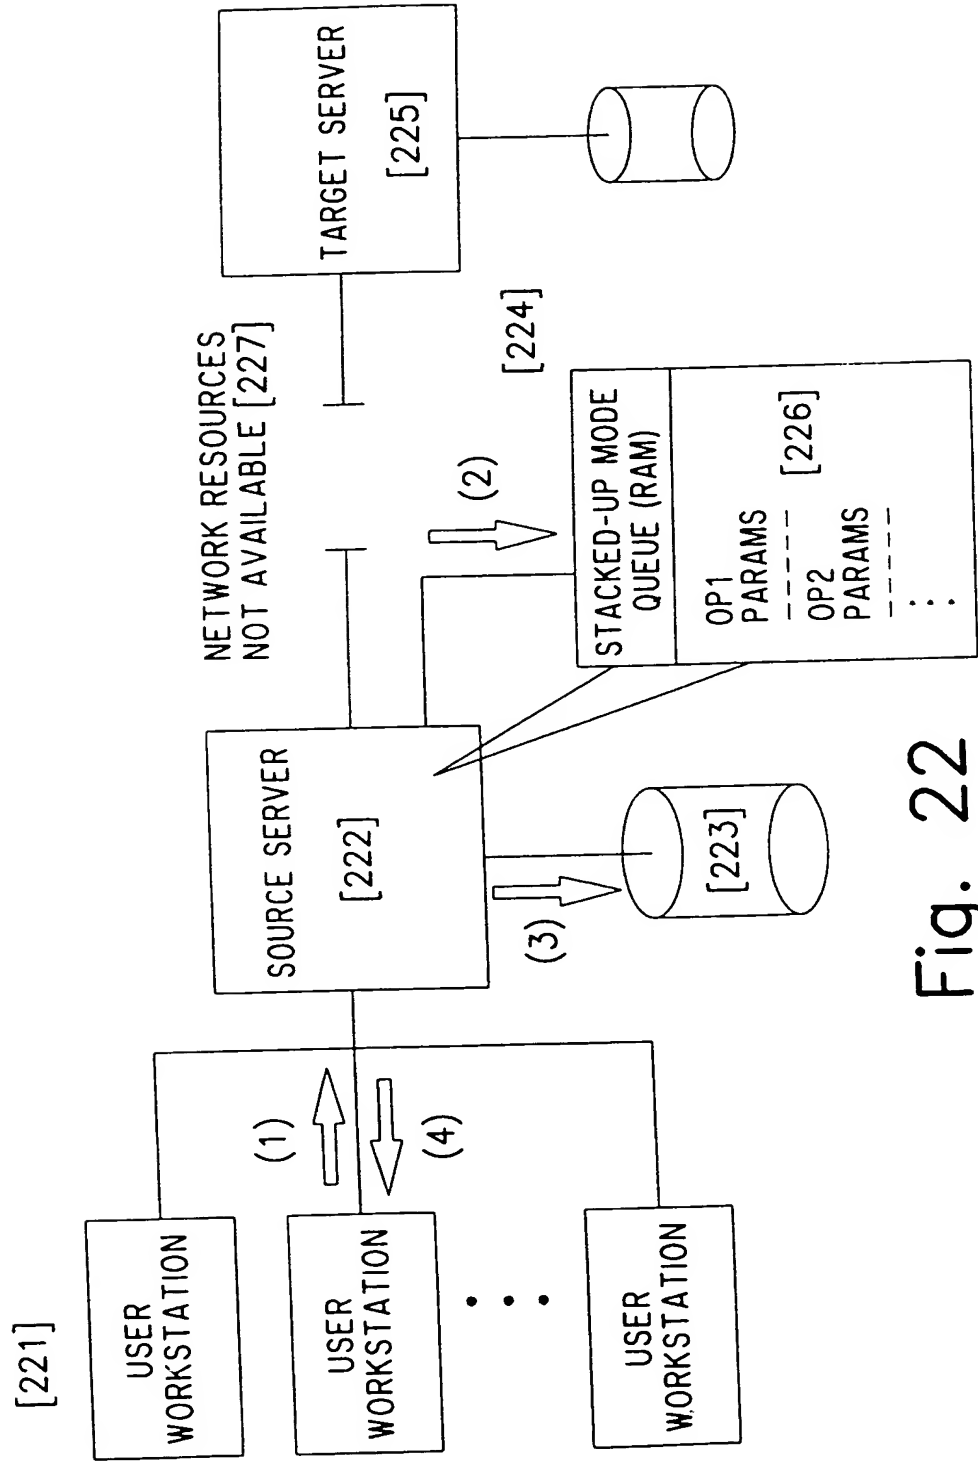 [221]
USER
WORKSTATION
USER
WORKSTATION
USER
WORKSTATION
(1)
(4)
SOURCE SERVER
[222]
(3)
[223]
NETWORK RESOURCES
NOT AVAILABLE [227]
(2)
[224]
STACKED-UP MODE
QUEUE (RAM)
OP1
PARAMS
-----
OP2
PARAMS
-----
[226]
TARGET SERVER
[225]
Fig. 22